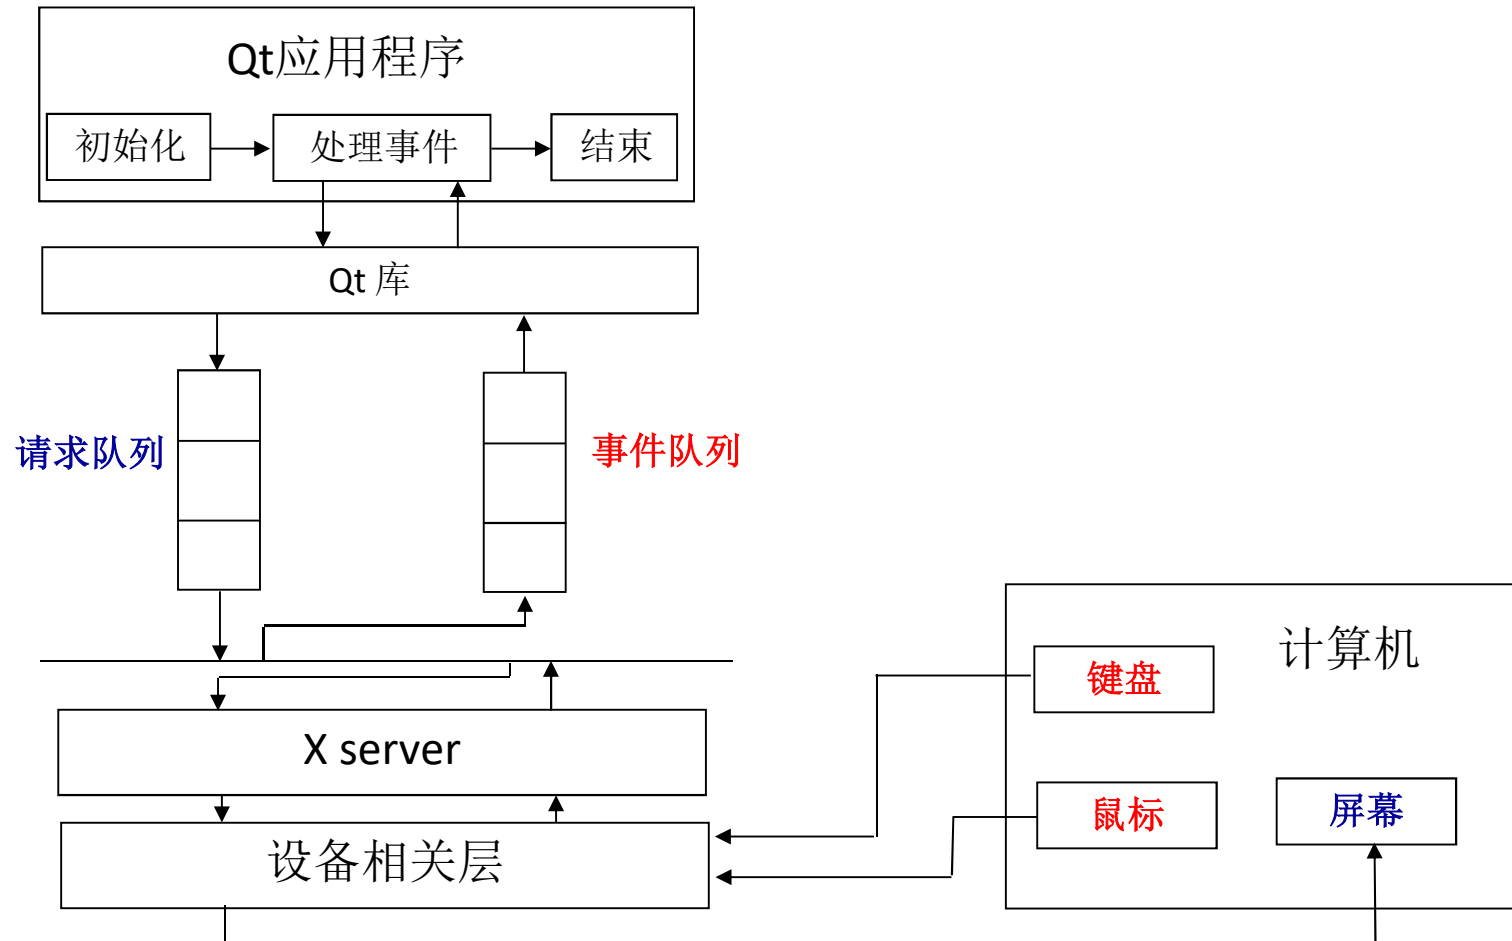 Qt应用程序
初始化
处理事件
结束
Qt 库
请求队列
事件队列
计算机
键盘
X server
鼠标
屏幕
设备相关层